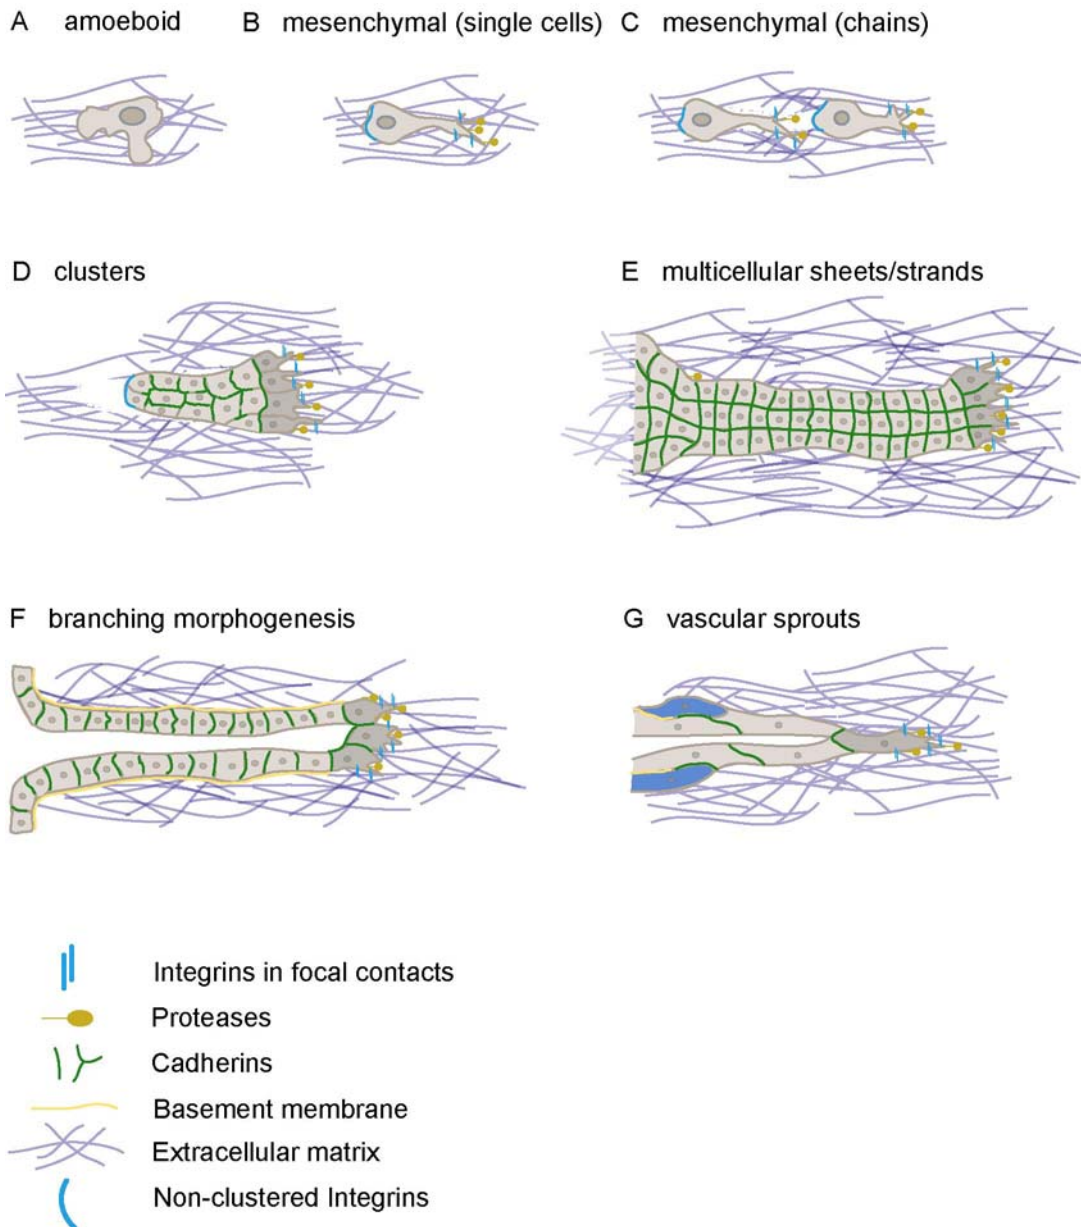 A amoeboid
B mesenchymal (single cells)
C mesenchymal (chains)
D clusters
E multicellular sheets/strands
F branching morphogenesis
G vascular sprouts
Integrins in focal contacts
Proteases
Cadherins
Basement membrane
Extracellular matrix
Non-clustered Integrins